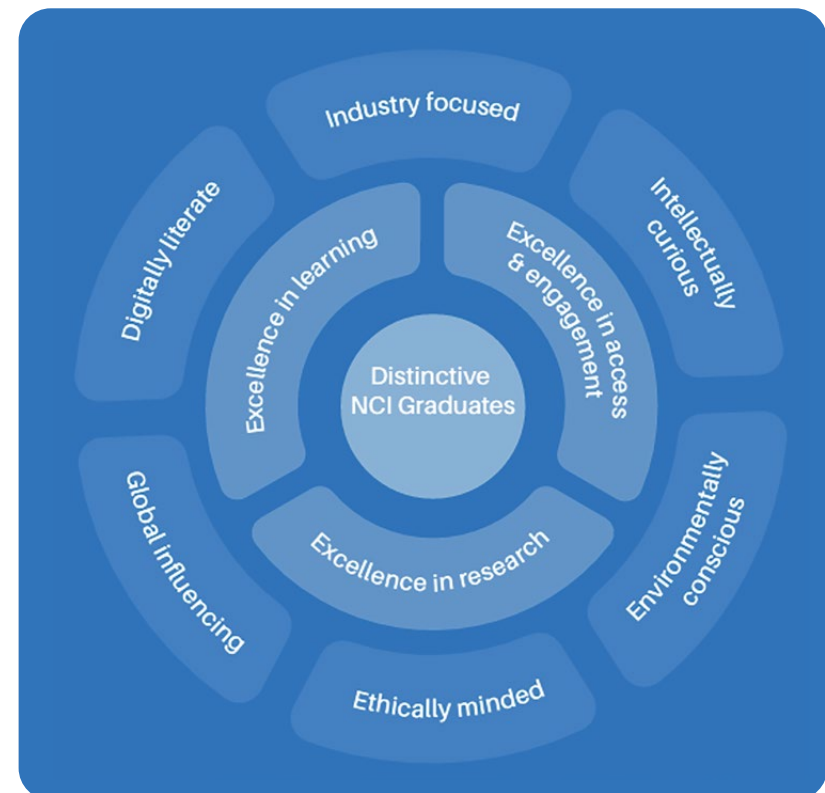 Industry focused
Intellectually
curious
Environmentally
conscious
Ethically minded
Global influencing
Digitally literate
Excellence in learning
Excellence in access
& engagement
Excellence in research
Distinctive
NCI Graduates